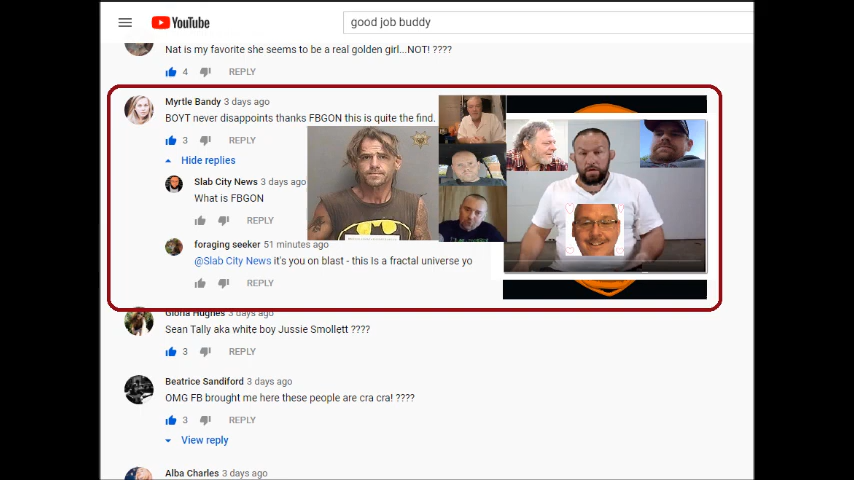 YouTube
good job buddy
Nat is my favorite she seems to be a real golden girl...NOT! ????
4 REPLY
Myrtle Bandy 3 days ago
BOYT never disappoints thanks FBGON this is quite the find.
3 REPLY
Hide replies
Slab City News 3 days ago
What is FBGON
REPLY
foraging seeker 51 minutes ago
@Slab City News it's you on blast - this Is a fractal universe yo
REPLY
Gloria Hughes 3 days ago
Sean Tally aka white boy Jussie Smollett ????
3 REPLY
Beatrice Sandiford 3 days ago
OMG FB brought me here these people are cra cra! ????
3 REPLY
View reply
Alba Charles 3 days ago